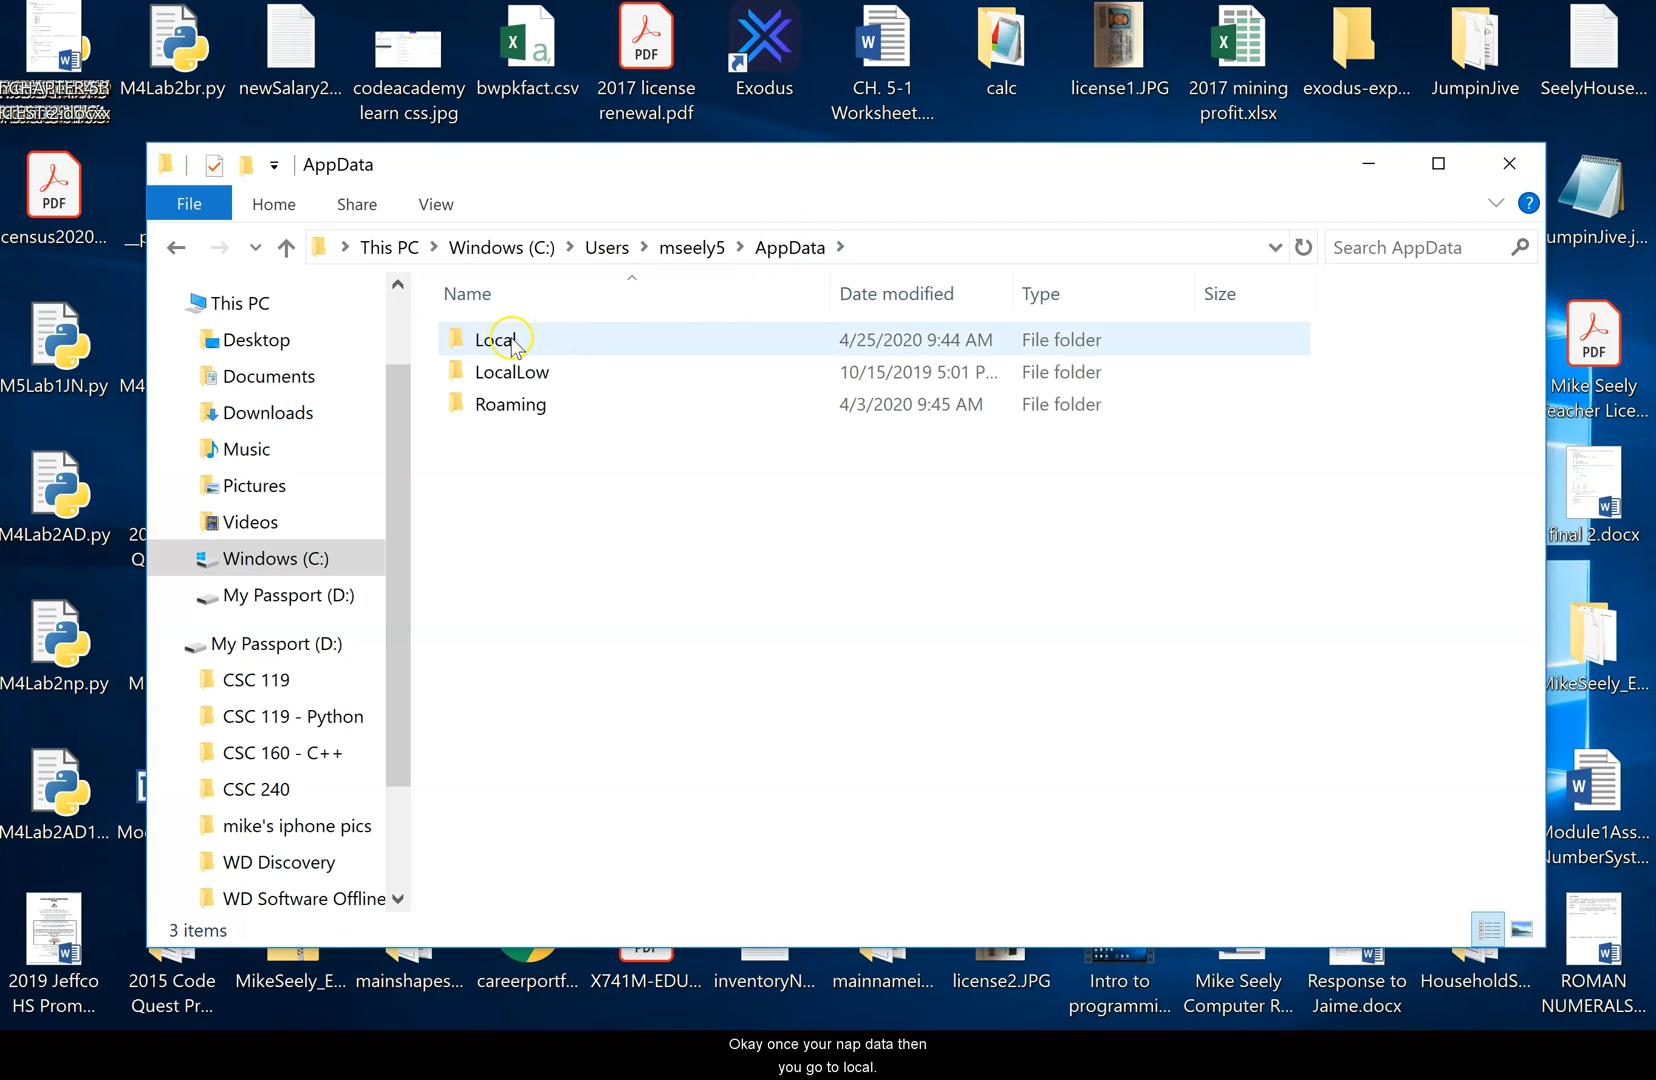 M4Lab2br.py
newSalary2...
codeacademy
learn css.jpg
bwpkfact.csv
2017 license
renewal.pdf
Exodus
CH. 5-1
Worksheet....
calc
license1.JPG
2017 mining
profit.xlsx
exodus-exp...
JumpinJive
SeelyHouse...
census2020...
M5Lab1JN.py
M4Lab2AD.py
M4Lab2np.py
M4Lab2AD1...
AppData
File
Home
Share
View
This PC > Windows (C:) > Users > mseely5 > AppData >
Search AppData
Name
Date modified
Type
Size
Local
4/25/2020 9:44 AM
File folder
LocalLow
10/15/2019 5:01 P...
File folder
Roaming
4/3/2020 9:45 AM
File folder
This PC
Desktop
Documents
Downloads
Music
Pictures
Videos
Windows (C:)
My Passport (D:)
My Passport (D:)
CSC 119
CSC 119 - Python
CSC 160 - C++
CSC 240
mike's iphone pics
WD Discovery
WD Software Offline
3 items
umpinJive.j...
PDF
Mike Seely
eacher Lice...
final 2.docx
MikeSeely_E...
Module1Ass...
NumberSyst...
2019 Jeffco
HS Prom...
2015 Code
Quest Pr...
MikeSeely_E...
mainshapes...
careerportf...
X741M-EDU...
inventoryN...
mainnamei...
license2.JPG
Intro to
programmi...
Mike Seely
Computer R...
Response to
Jaime.docx
HouseholdS...
ROMAN
NUMERALS...
Okay once your nap data then
you go to local.